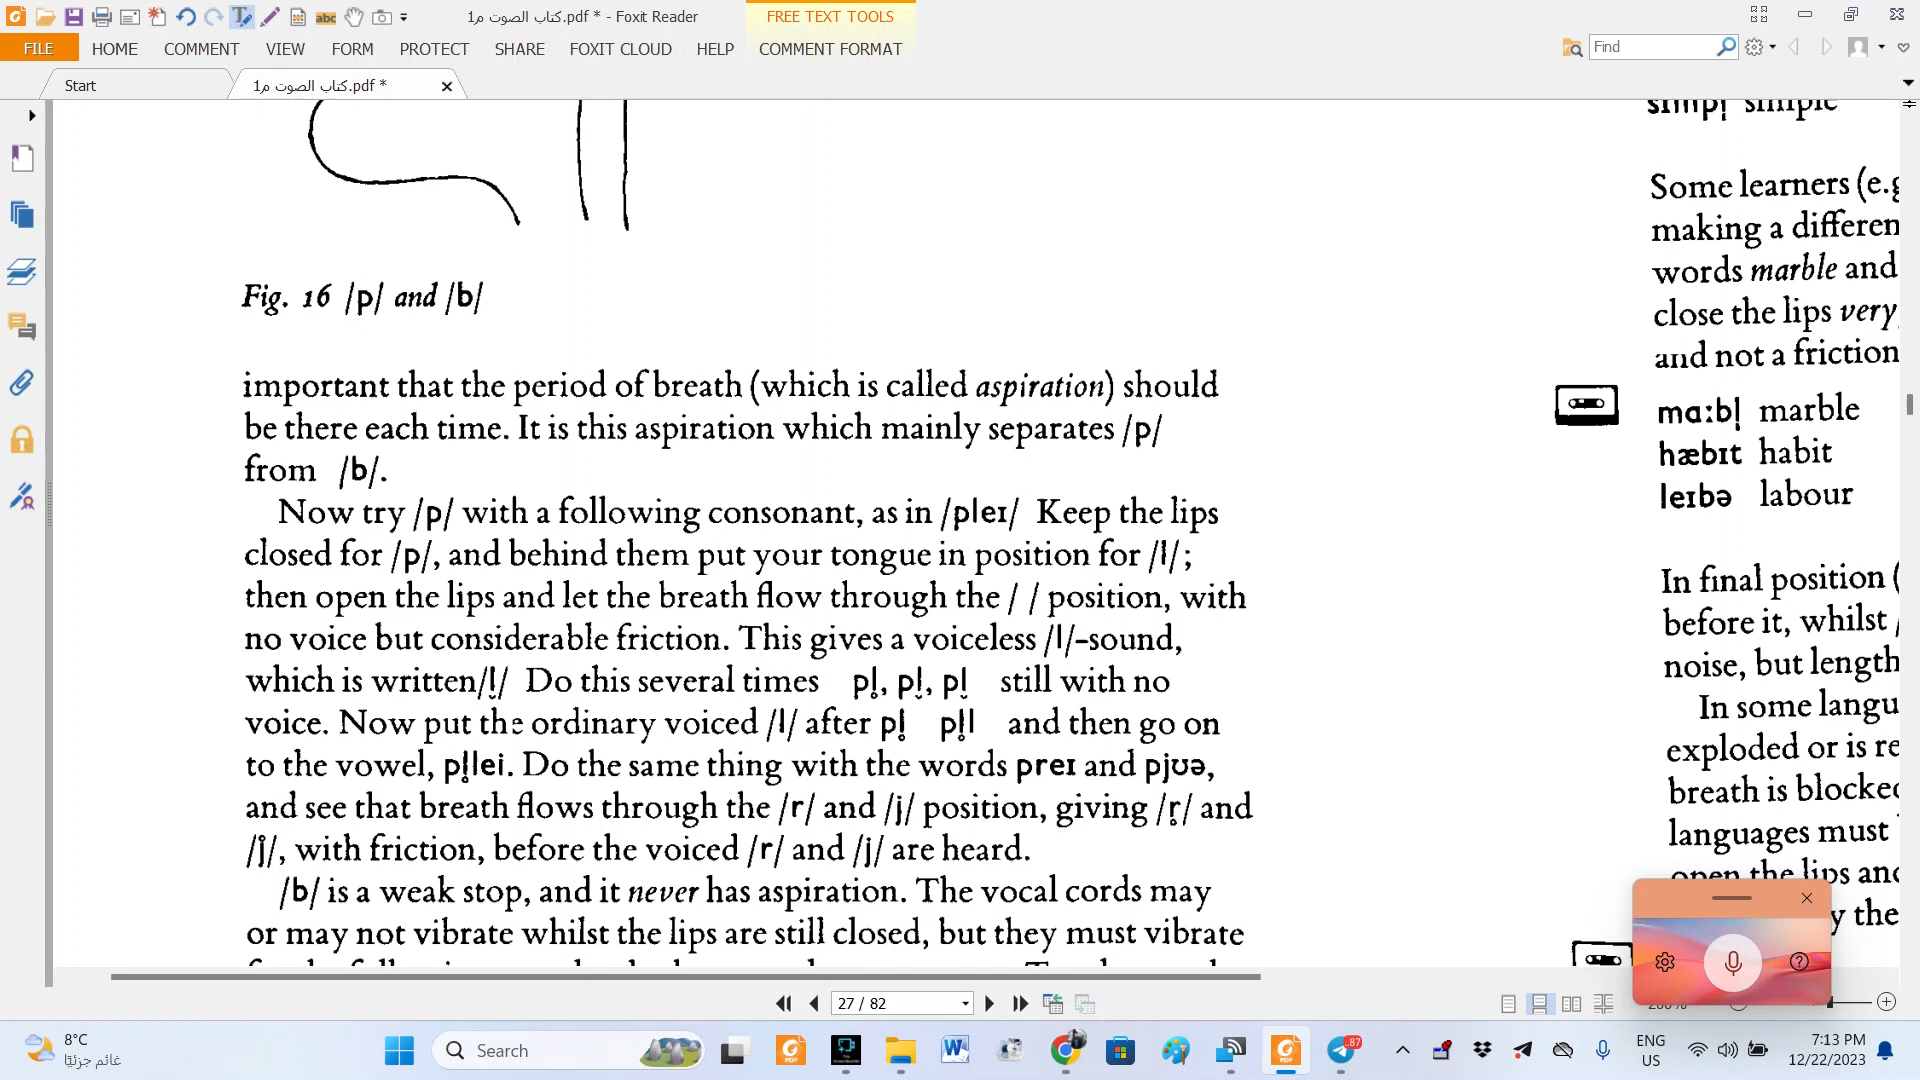 كتاب الصوت م1.pdf * - Foxit Reader
FREE TEXT TOOLS
FILE
HOME
COMMENT
VIEW
FORM
PROTECT
SHARE
FOXIT CLOUD
HELP
COMMENT FORMAT
Find
Start
كتاب الصوت م1.pdf *
Fig. 16 /p/ and /b/
important that the period of breath (which is called aspiration) should
be there each time. It is this aspiration which mainly separates /p/
from /b/.
Now try /p/ with a following consonant, as in /pleɪ/ Keep the lips
closed for /p/, and behind them put your tongue in position for /l/;
then open the lips and let the breath flow through the / / position, with
no voice but considerable friction. This gives a voiceless /l/-sound,
which is written/l̬/ Do this several times pl̥, pl̬, pl̬ still with no
voice. Now put the ordinary voiced /l/ after pl̥ pl̥l and then go on
to the vowel, pl̥lei. Do the same thing with the words preɪ and pjʊə,
and see that breath flows through the /r/ and /j/ position, giving /r̥/ and
/j̊/, with friction, before the voiced /r/ and /j/ are heard.
/b/ is a weak stop, and it never has aspiration. The vocal cords may
or may not vibrate whilst the lips are still closed, but they must vibrate
sɪmpl̩ simple
Some learners (e.g
making a differen
words marble and
close the lips very
and not a friction
mɑːbl̩ marble
hæbɪt habit
leɪbə labour
In final position (
before it, whilst /
noise, but length
In some langu
exploded or is re
breath is blocked
languages must
open the lips and
y the
27 / 82
200%
8°C
غائم جزئيًا
Search
87
ENG
US
7:13 PM
12/22/2023